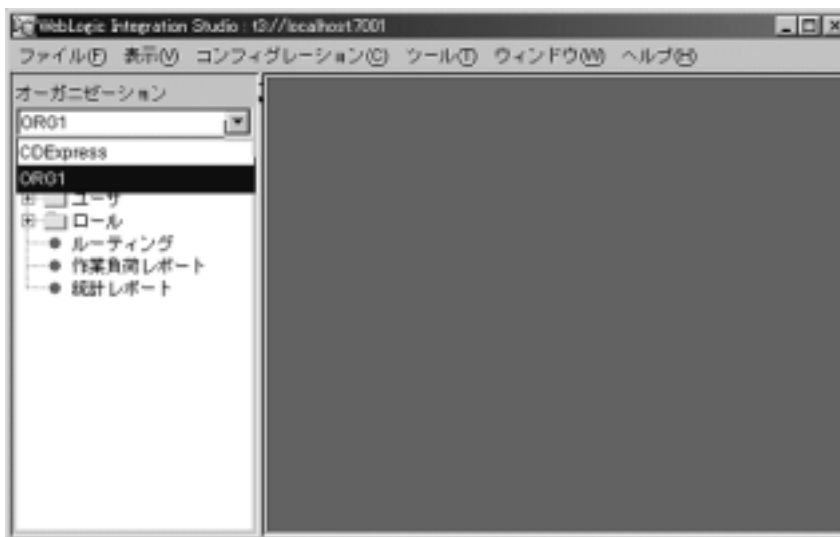 WebLogic Integration Studio : t3://localhost:7001
ファイル(F) 表示(V) コンフィグレーション(C) ツール(T) ウィンドウ(W) ヘルプ(H)
オーガニゼーション
ORG1
CDExpress
ORG1
ユーザ
ロール
ルーティング
作業負荷レポート
統計レポート